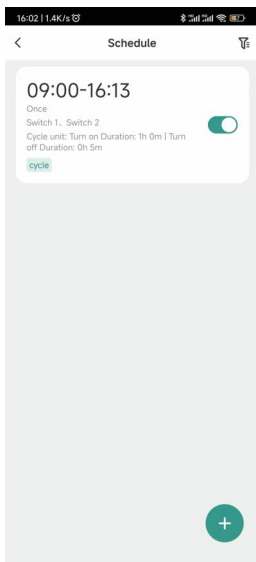 16:02 | 1.4K/s
Schedule
09:00-16:13
Once
Switch 1、Switch 2
Cycle unit: Turn on Duration: 1h 0m | Turn
off Duration: 0h 5m
cycle